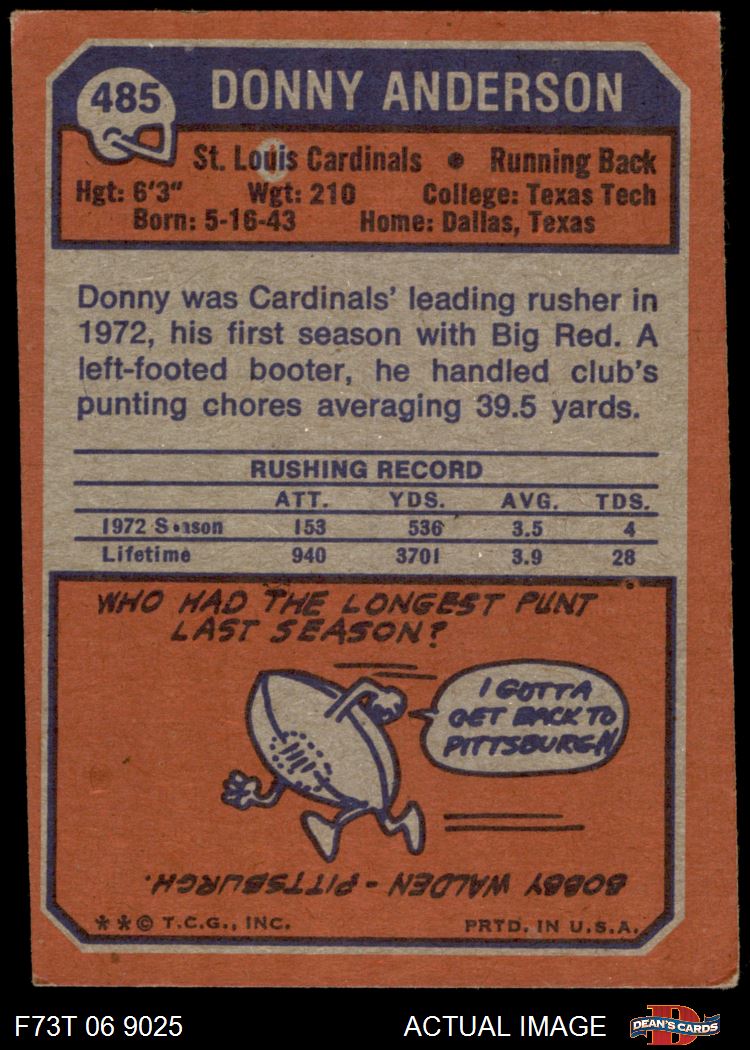 485
DONNY ANDERSON
St. Louis Cardinals • Running Back
Hgt: 6'3" Wgt: 210 College: Texas Tech
Born: 5-16-43 Home: Dallas, Texas
Donny was Cardinals' leading rusher in
1972, his first season with Big Red. A
left-footed booter, he handled club's
punting chores averaging 39.5 yards.
RUSHING RECORD
ATT. YDS. AVG. TDS.
1972 Season 153 536 3.5 4
Lifetime 940 3701 3.9 28
WHO HAD THE LONGEST PUNT
LAST SEASON?
I GOTTA
GET BACK TO
PITTSBURGH
BOBBY WALDEN - PITTSBURGH.
**© T.C.G., INC. PRTD. IN U.S.A.
F73T 06 9025 ACTUAL IMAGE
D
DEAN'S CARDS